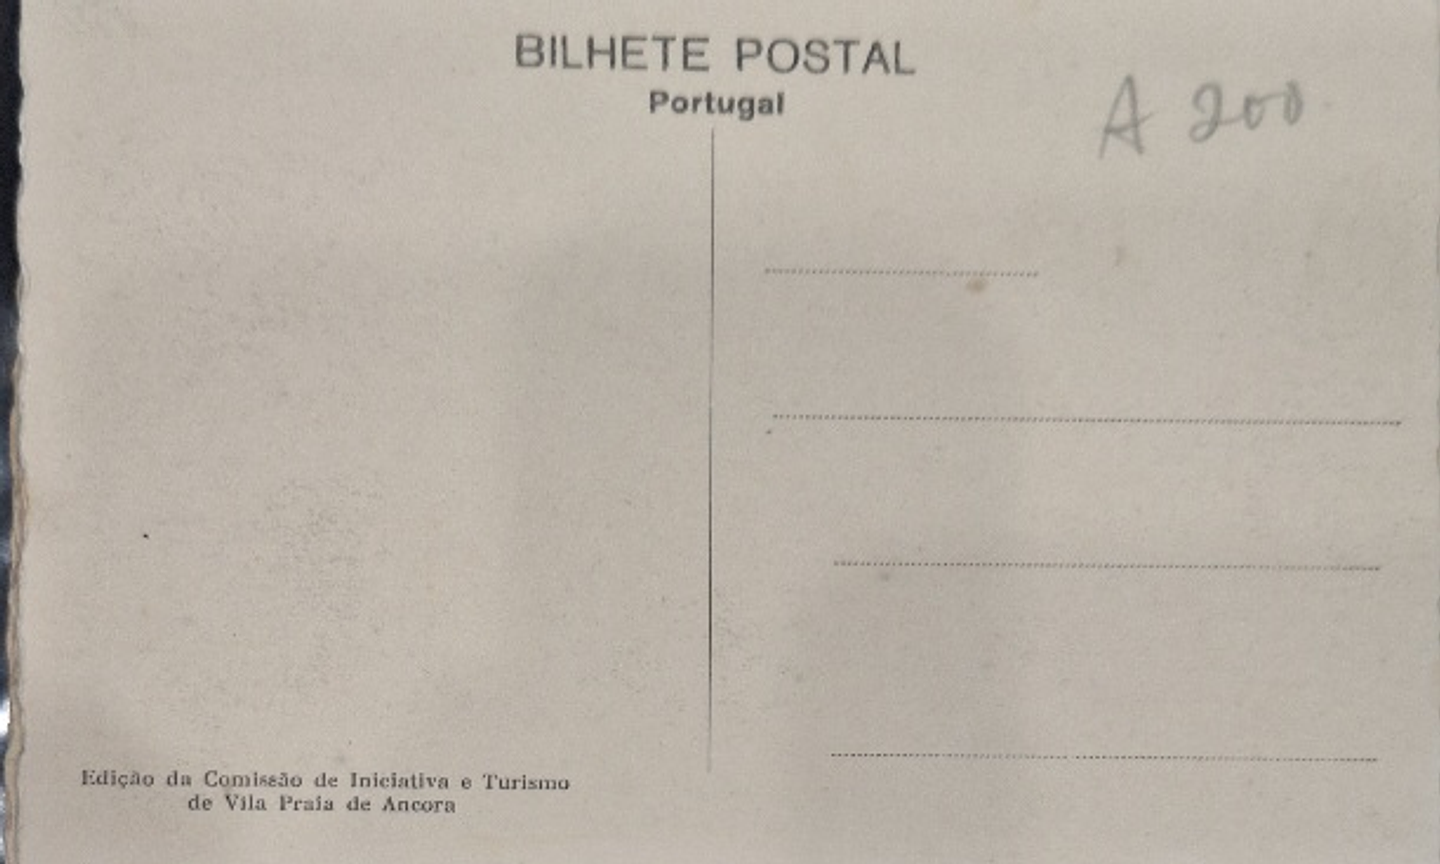 BILHETE POSTAL
Portugal
A 200
Edição da Comissão de Iniciativa e Turismo
de Vila Praia de Ancora